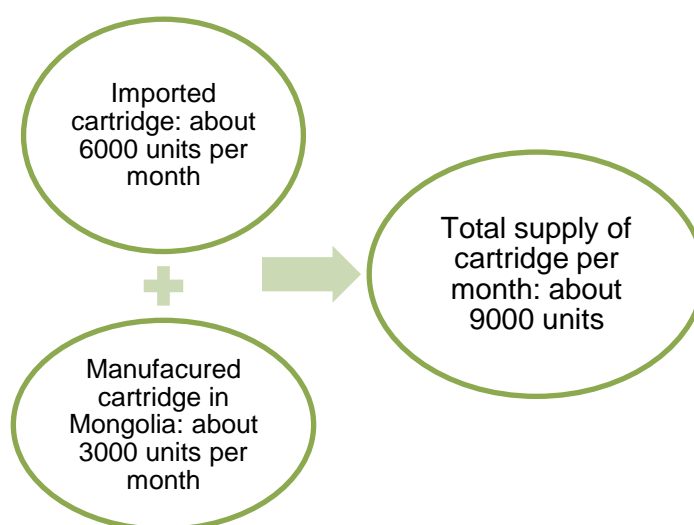 Imported
cartridge: about
6000 units per
month
Manufacured
cartridge in
Mongolia: about
3000 units per
month
Total supply of
cartridge per
month: about
9000 units